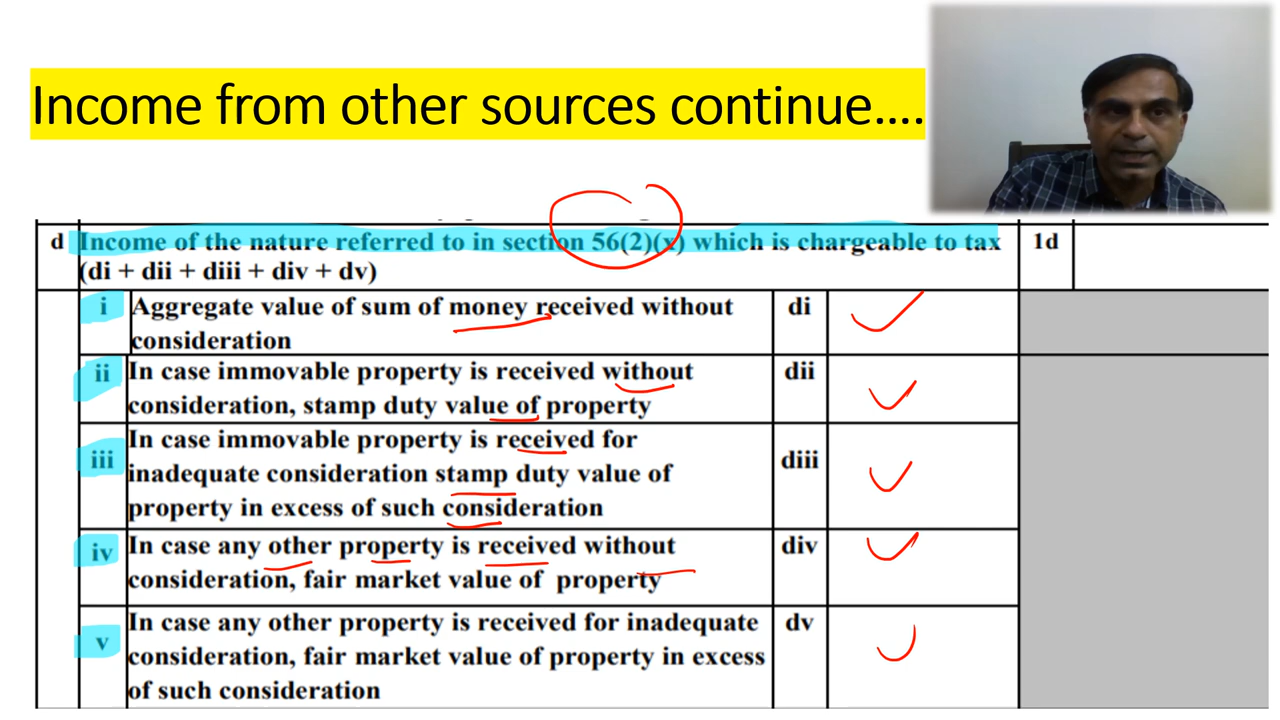 Income from other sources continue....
d Income of the nature referred to in section 56(2)(x) which is chargeable to tax 1d
(di + dii + diii + div + dv)
i Aggregate value of sum of money received without di
consideration
ii In case immovable property is received without dii
consideration, stamp duty value of property
In case immovable property is received for
iii inadequate consideration stamp duty value of diii
property in excess of such consideration
iv In case any other property is received without div
consideration, fair market value of property
In case any other property is received for inadequate dv
v consideration, fair market value of property in excess
of such consideration